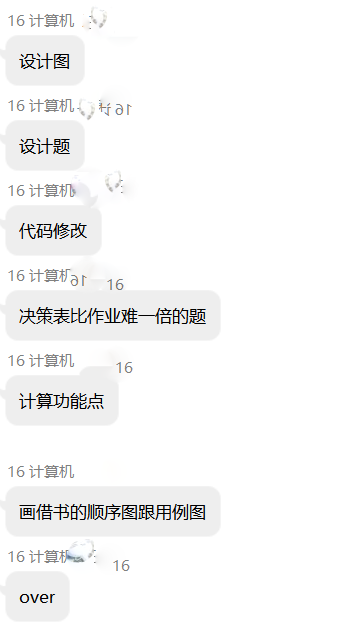 16 计算机
设计图
16 计算机
16
设计题
16 计算机
代码修改
16 计算机
16
决策表比作业难一倍的题
16 计算机
16
计算功能点
16 计算机
画借书的顺序图跟用例图
16 计算机
16
over